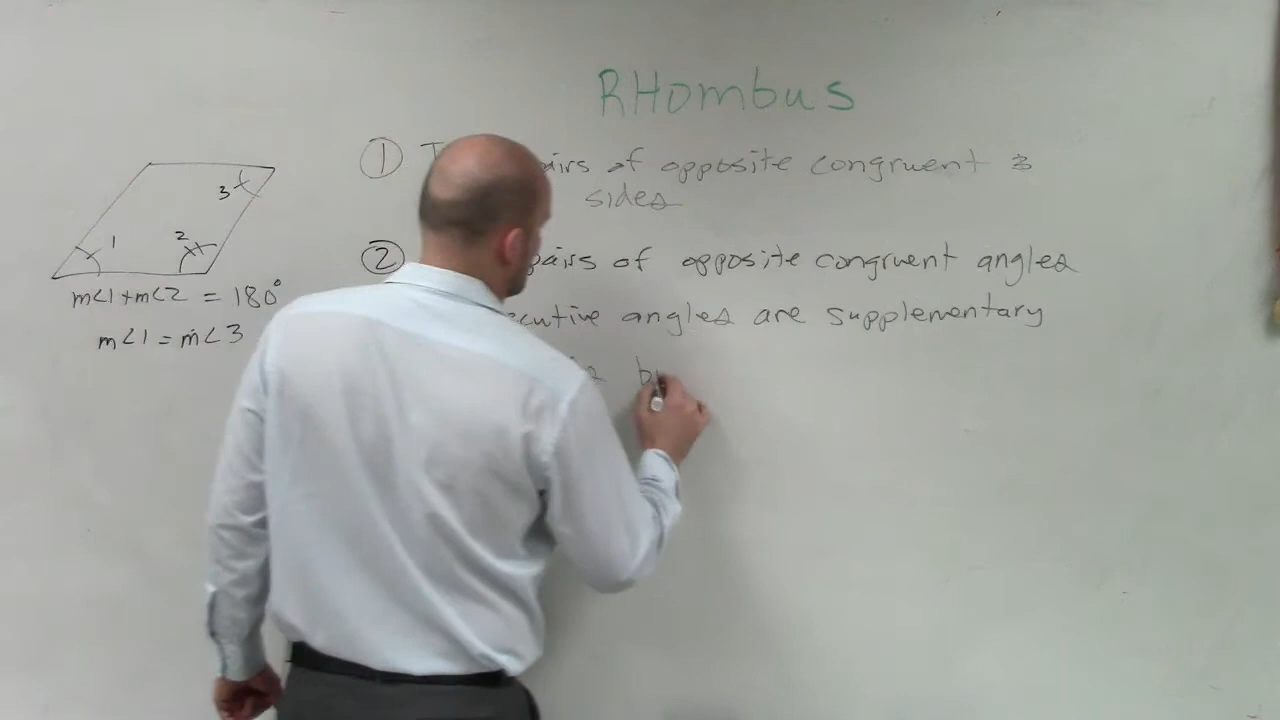 RHombus
① airs of opposite congruent
sides
② pairs of opposite congruent angles
cutive angles are supplementary
3
1
2
m∠1+m∠2 = 180°
m∠1 = m∠3